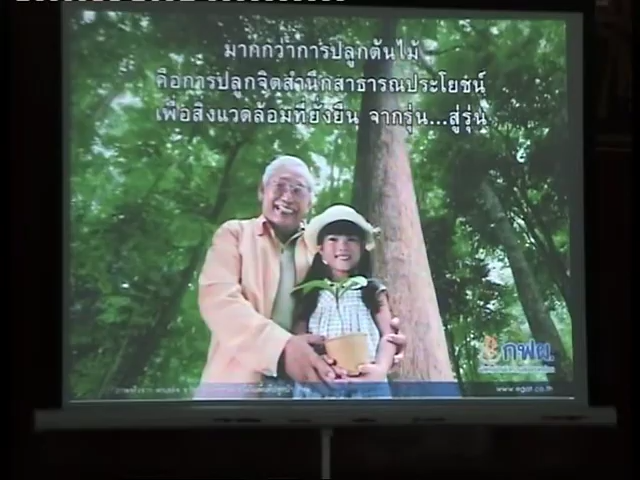 มากกว่าการปลูกต้นไม้
คือการปลูกจิตสำนึกสาธารณประโยชน์
เพื่อสิ่งแวดล้อมที่ยั่งยืน จากรุ่น...สู่รุ่น
กฟผ.
www.egat.co.th